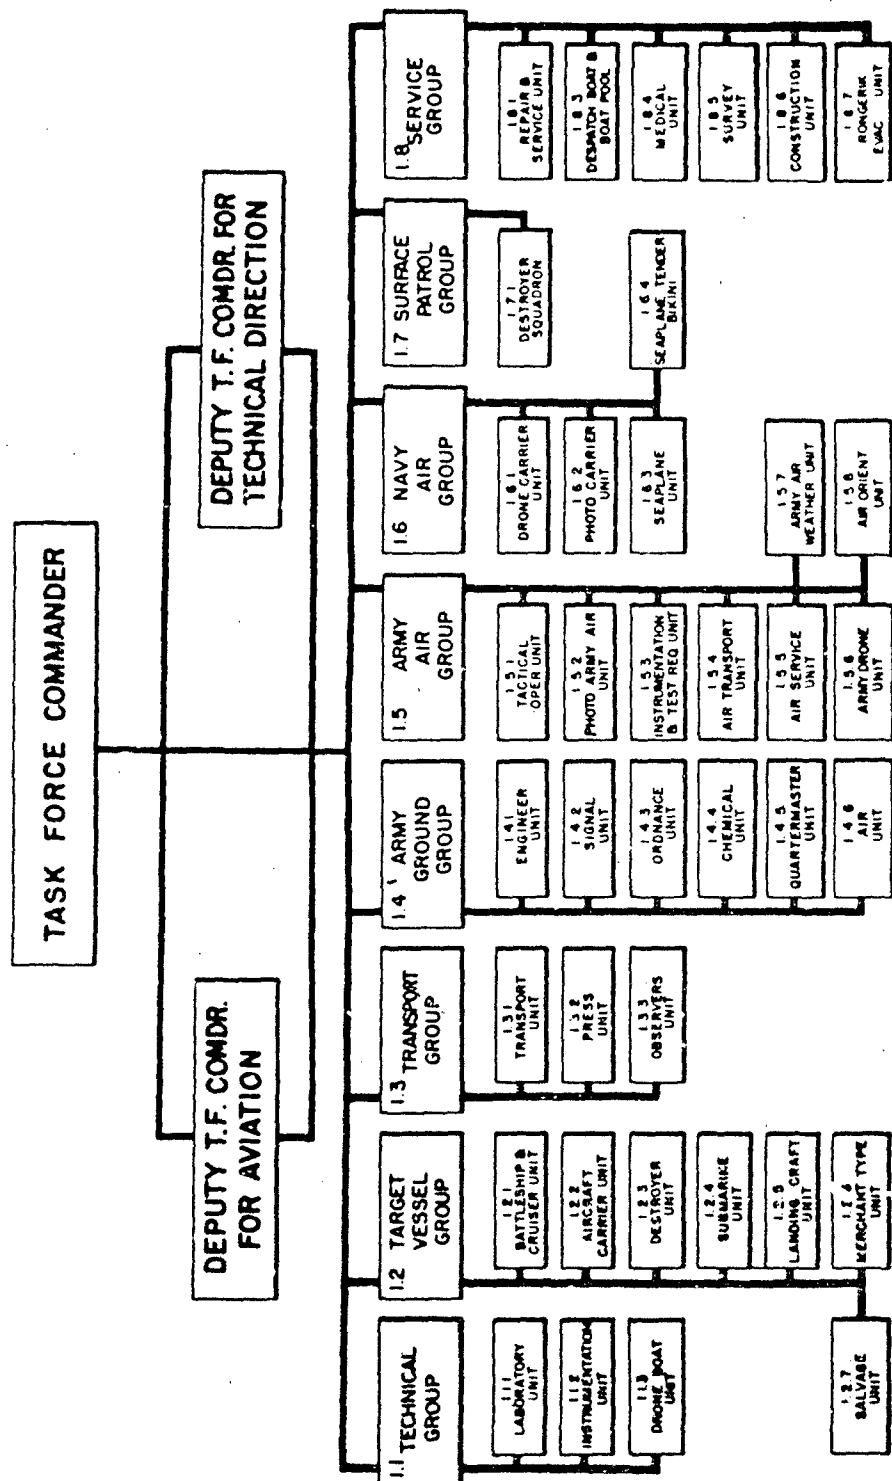 TASK FORCE COMMANDER
DEPUTY T.F. COMDR.
FOR AVIATION
DEPUTY T.F. COMDR. FOR
TECHNICAL DIRECTION
1.1 TECHNICAL
GROUP
1.1.1
LABORATORY
UNIT
1.1.2
INSTRUMENTATION
UNIT
1.1.3
DRONE BOAT
UNIT
1.2 TARGET
VESSEL
GROUP
1.2.1
BATTLESHIP &
CRUISER UNIT
1.2.2
AIRCRAFT
CARRIER UNIT
1.2.3
DESTROYER
UNIT
1.2.4
SUBMARINE
UNIT
1.2.5
LANDING CRAFT
UNIT
1.2.6
MERCHANT TYPE
UNIT
1.2.7
SALVAGE
UNIT
1.3 TRANSPORT
GROUP
1.3.1
TRANSPORT
UNIT
1.3.2
PRESS
UNIT
1.3.3
OBSERVERS
UNIT
1.4 ARMY
GROUND
GROUP
1.4.1
ENGINEER
UNIT
1.4.2
SIGNAL
UNIT
1.4.3
ORDNANCE
UNIT
1.4.4
CHEMICAL
UNIT
1.4.5
QUARTERMASTER
UNIT
1.4.6
AIR
UNIT
1.5 ARMY
AIR
GROUP
1.5.1
TACTICAL
OPER UNIT
1.5.2
PHOTO ARMY AIR
UNIT
1.5.3
INSTRUMENTATION
& TEST REQ UNIT
1.5.4
AIR TRANSPORT
UNIT
1.5.5
AIR SERVICE
UNIT
1.5.6
ARMY DRONE
UNIT
1.5.7
ARMY AIR
WEATHER UNIT
1.5.8
AIR ORIENT
UNIT
1.6 NAVY
AIR
GROUP
1.6.1
DRONE CARRIER
UNIT
1.6.2
PHOTO CARRIER
UNIT
1.6.3
SEAPLANE
UNIT
1.6.4
SEAPLANE TENDER
BIKINI
1.7 SURFACE
PATROL
GROUP
1.7.1
DESTROYER
SQUADRON
1.8 SERVICE
GROUP
1.8.1
REPAIR &
SERVICE UNIT
1.8.3
DESPATCH BOAT &
BOAT POOL
1.8.4
MEDICAL
UNIT
1.8.5
SURVEY
UNIT
1.8.6
CONSTRUCTION
UNIT
1.8.7
RONGERIK
EVAC UNIT